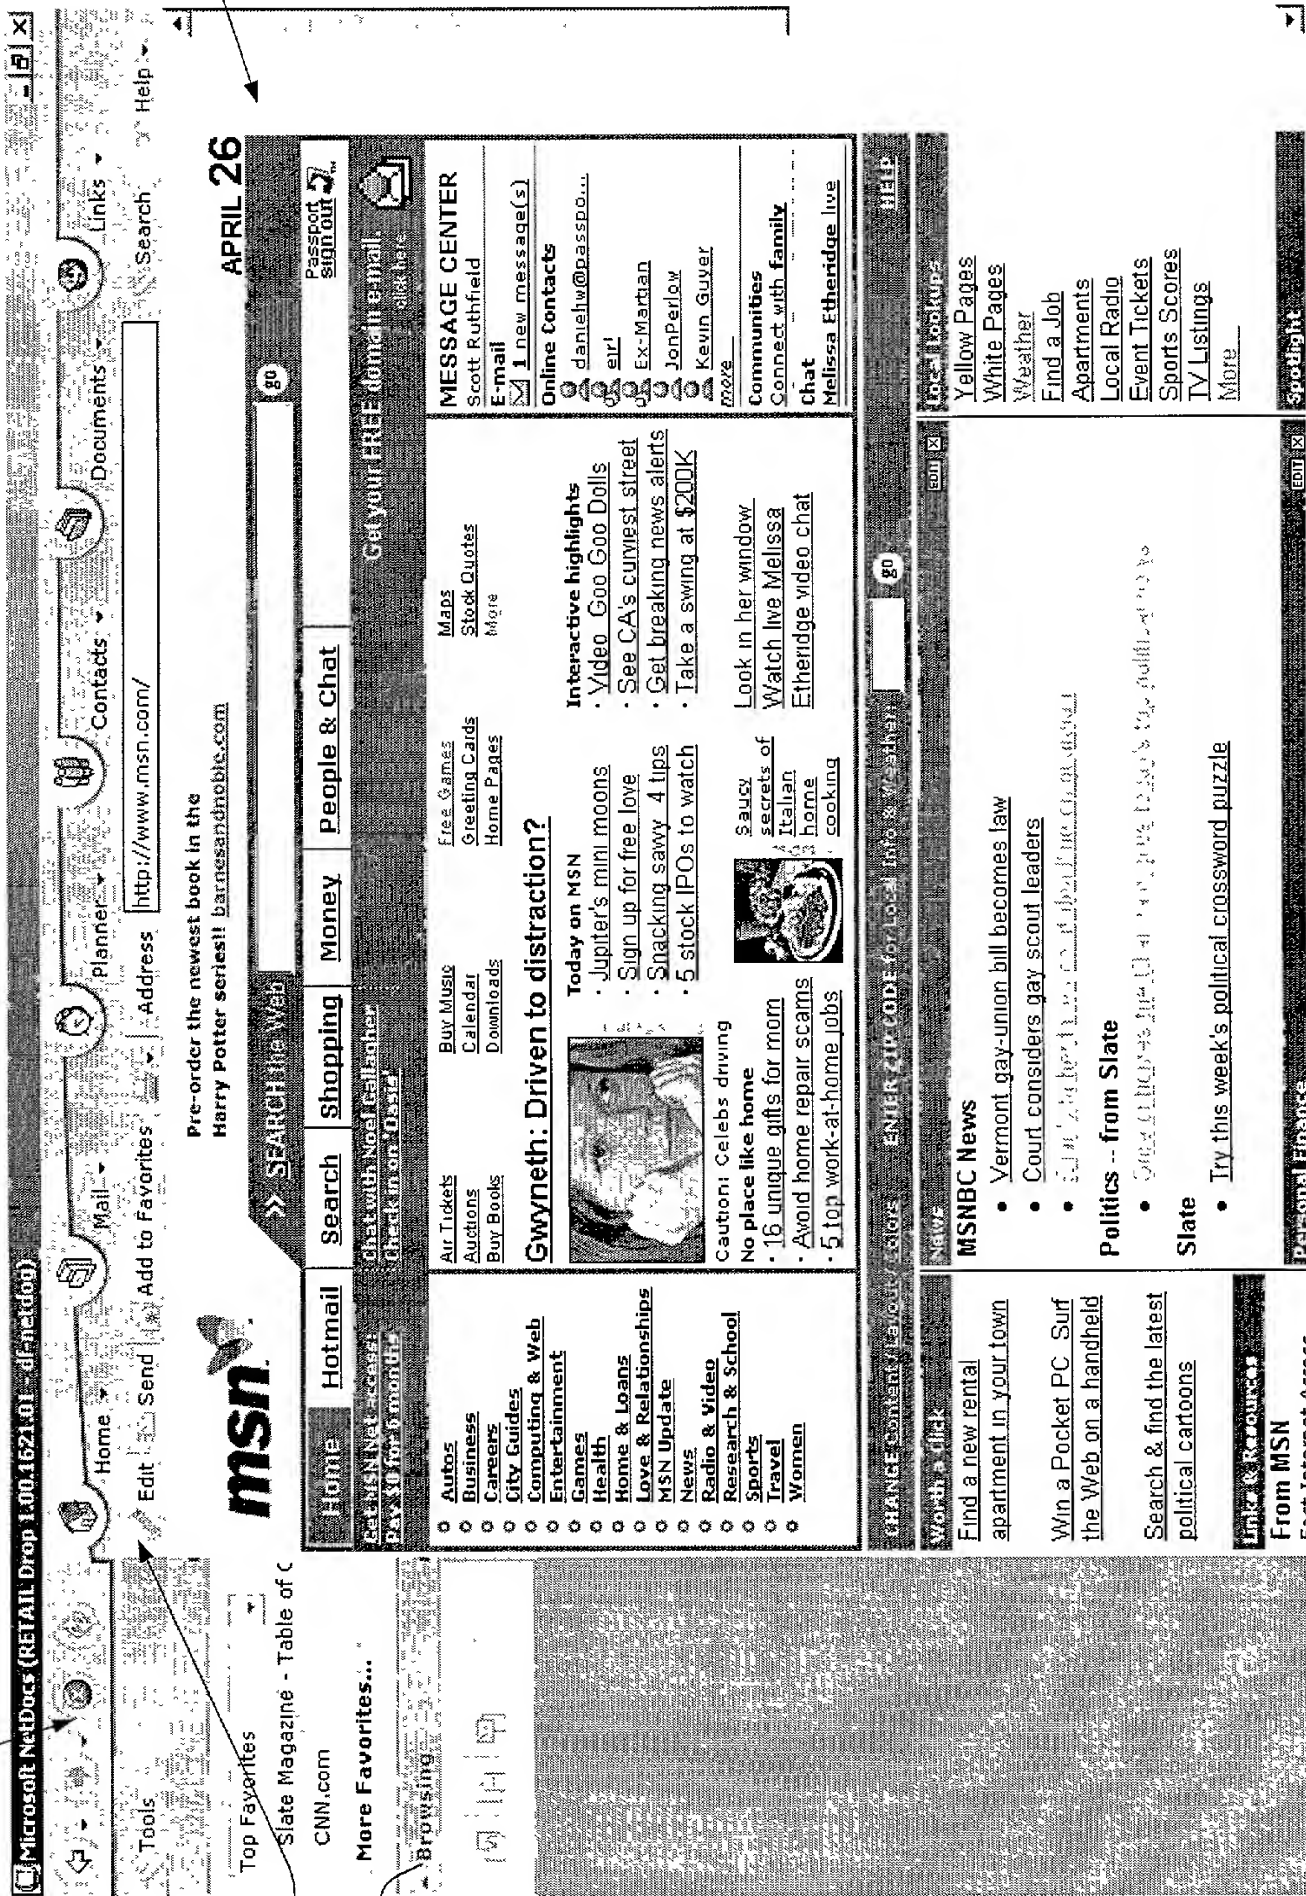 Microsoft NetDocs (RETAIL Drop 1.00.1621.0) - d(netdoc)
Home Mail Planner Contacts Documents Links
Tools Edit Send Add to Favorites Address http://www.msn.com/ Search Help
Top Favorites
Slate Magazine - Table of C
CNN.com
More Favorites...
Browsing
Pre-order the newest book in the
Harry Potter series!! barnesandnoble.com
APRIL 26
msn
>> SEARCH the Web go
Home Hotmail Search Shopping Money People & Chat Passport sign out
Get MSN Net access
Pay $0 for 6 months
Chat with Noel Gallagher
Check in on 'Oasis'
Get your FREE domain e-mail.
click here
Autos
Business
Careers
City Guides
Computing & Web
Entertainment
Games
Health
Home & Loans
Love & Relationships
MSN Update
News
Radio & Video
Research & School
Sports
Travel
Women
Air Tickets Buy Music Free Games Maps
Auctions Calendar Greeting Cards Stock Quotes
Buy Books Downloads Home Pages More
Gwyneth: Driven to distraction?
Caution: Celebs driving
No place like home
· 16 unique gifts for mom
· Avoid home repair scams
· 5 top work-at-home jobs
Today on MSN
· Jupiter's mini moons
· Sign up for free love
· Snacking savvy 4 tips
· 5 stock IPOs to watch
Saucy
secrets of
Italian
home
cooking
Interactive highlights
· Video Goo Goo Dolls
· See CA's curviest street
· Get breaking news alerts
· Take a swing at $200K
Look in her window
Watch live Melissa
Etheridge video chat
MESSAGE CENTER
Scott Ruthfield
E-mail
1 new message(s)
Online Contacts
danielw@passpo...
eir!
Ex-Martian
JonPerlow
Kevin Guyer
more
Communities
Connect with family
Chat
Melissa Etheridge live
CHANGE Content / Layout / Colors ENTER ZIP CODE for Local Info & Weather: go HELP
Worth a Click
Find a new rental
apartment in your town
Win a Pocket PC Surf
the Web on a handheld
Search & find the latest
political cartoons
Link & Resources
From MSN
News EDIT X
MSNBC News
• Vermont gay-union bill becomes law
• Court considers gay scout leaders
Politics -- from Slate
Slate
• Try this week's political crossword puzzle
Personal Finance EDIT X
Local Lookups
Yellow Pages
White Pages
Weather
Find a Job
Apartments
Local Radio
Event Tickets
Sports Scores
TV Listings
More
Spotlight